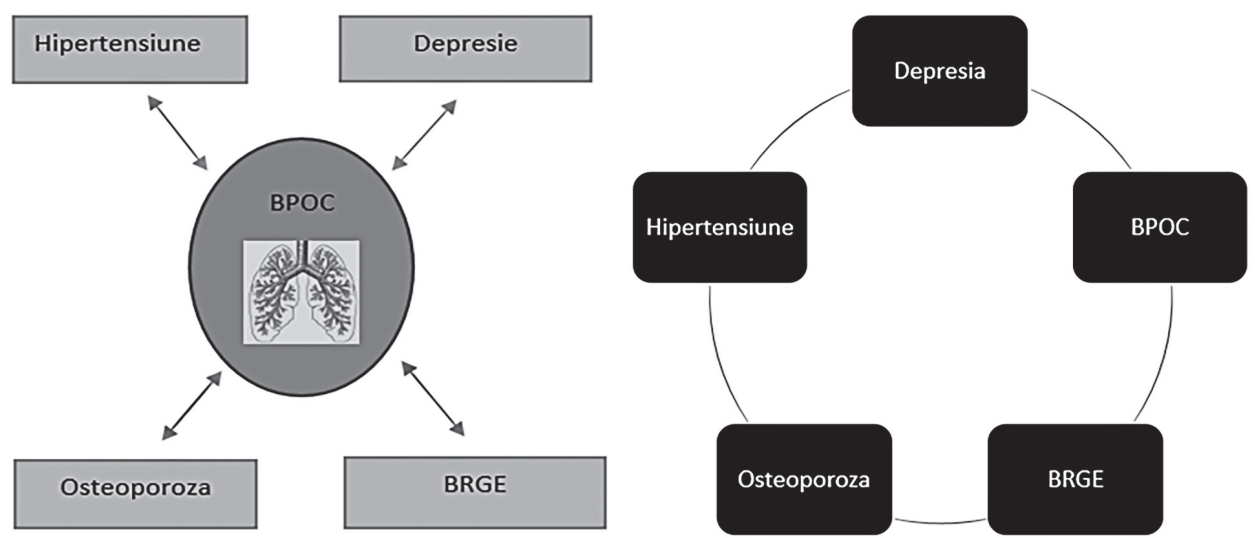 Hipertensiune
Depresie
BPOC
Osteoporoza
BRGE
Depresia
Hipertensiune
BPOC
Osteoporoza
BRGE